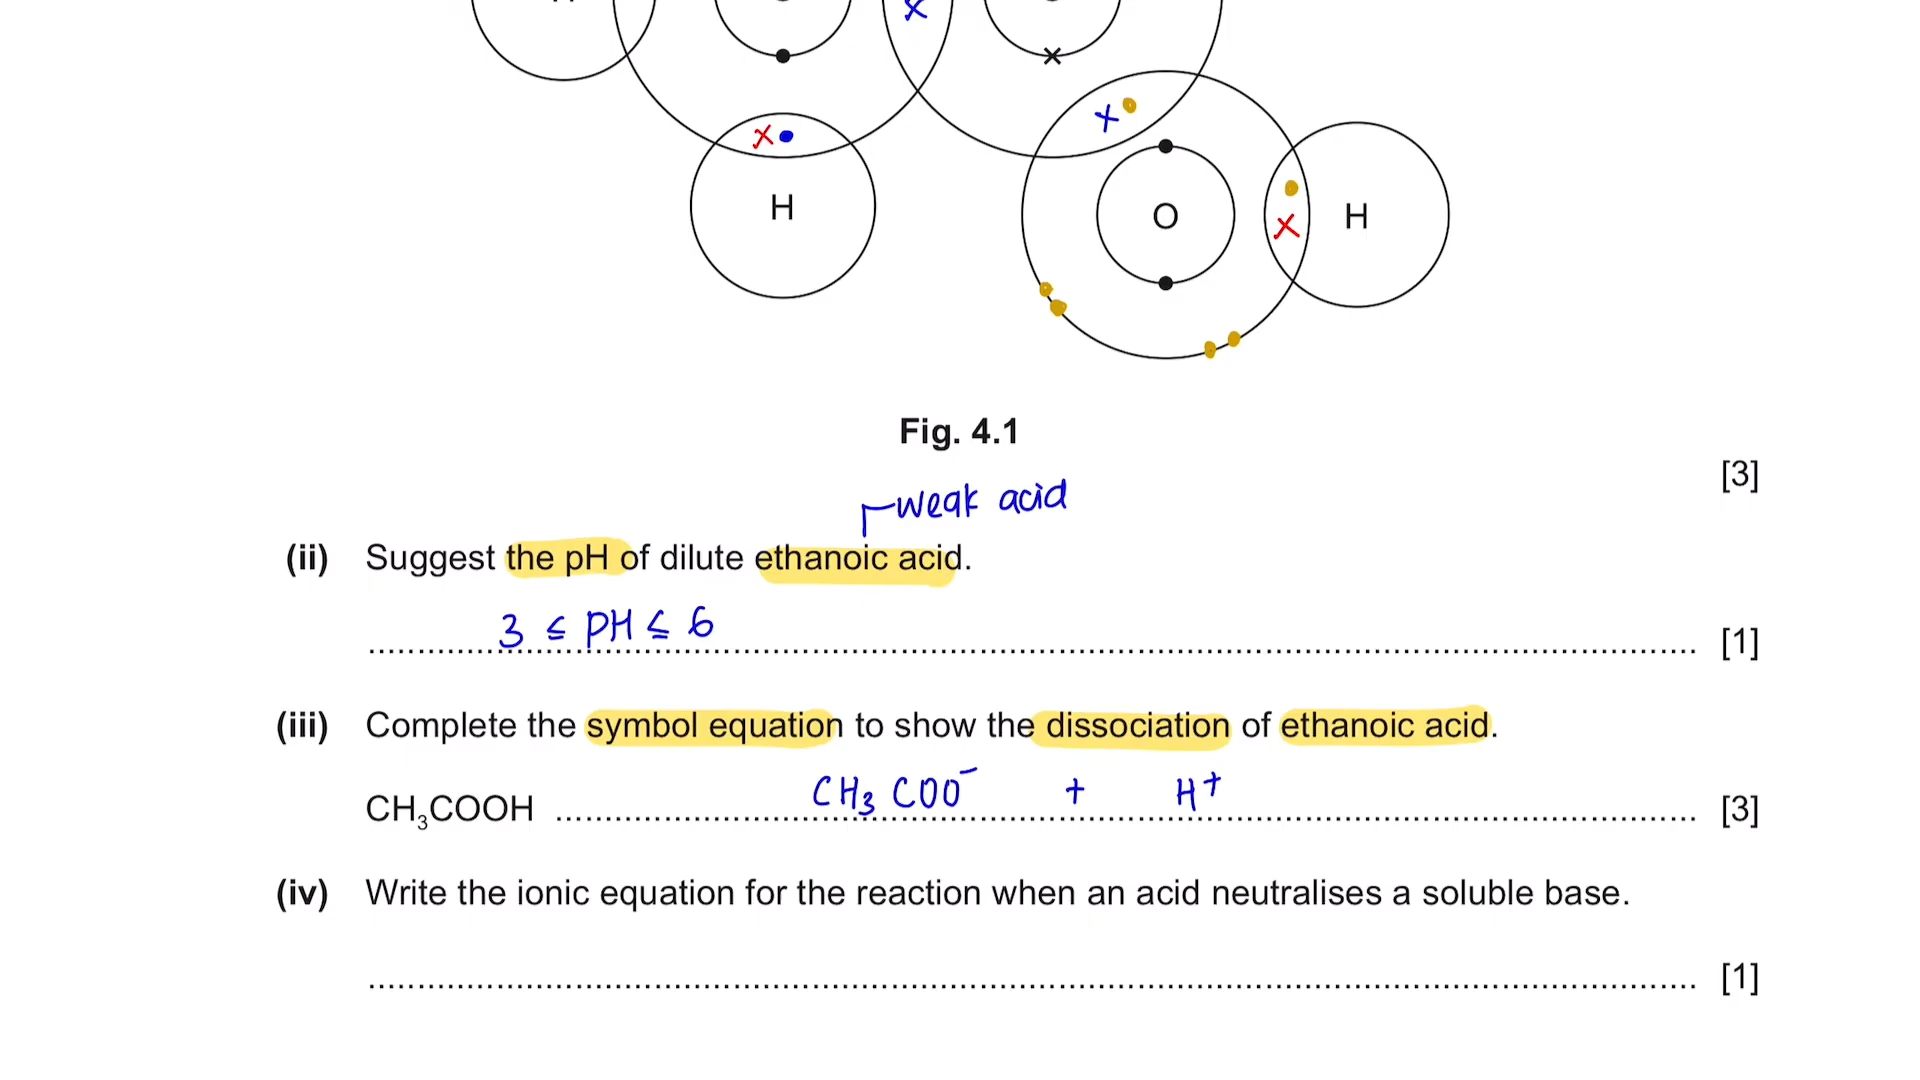 H
O
H
Fig. 4.1
[3]
weak acid
(ii) Suggest the pH of dilute ethanoic acid.
3 ≤ pH ≤ 6 [1]
(iii) Complete the symbol equation to show the dissociation of ethanoic acid.
CH₃COOH CH₃COO⁻ + H⁺ [3]
(iv) Write the ionic equation for the reaction when an acid neutralises a soluble base.
[1]